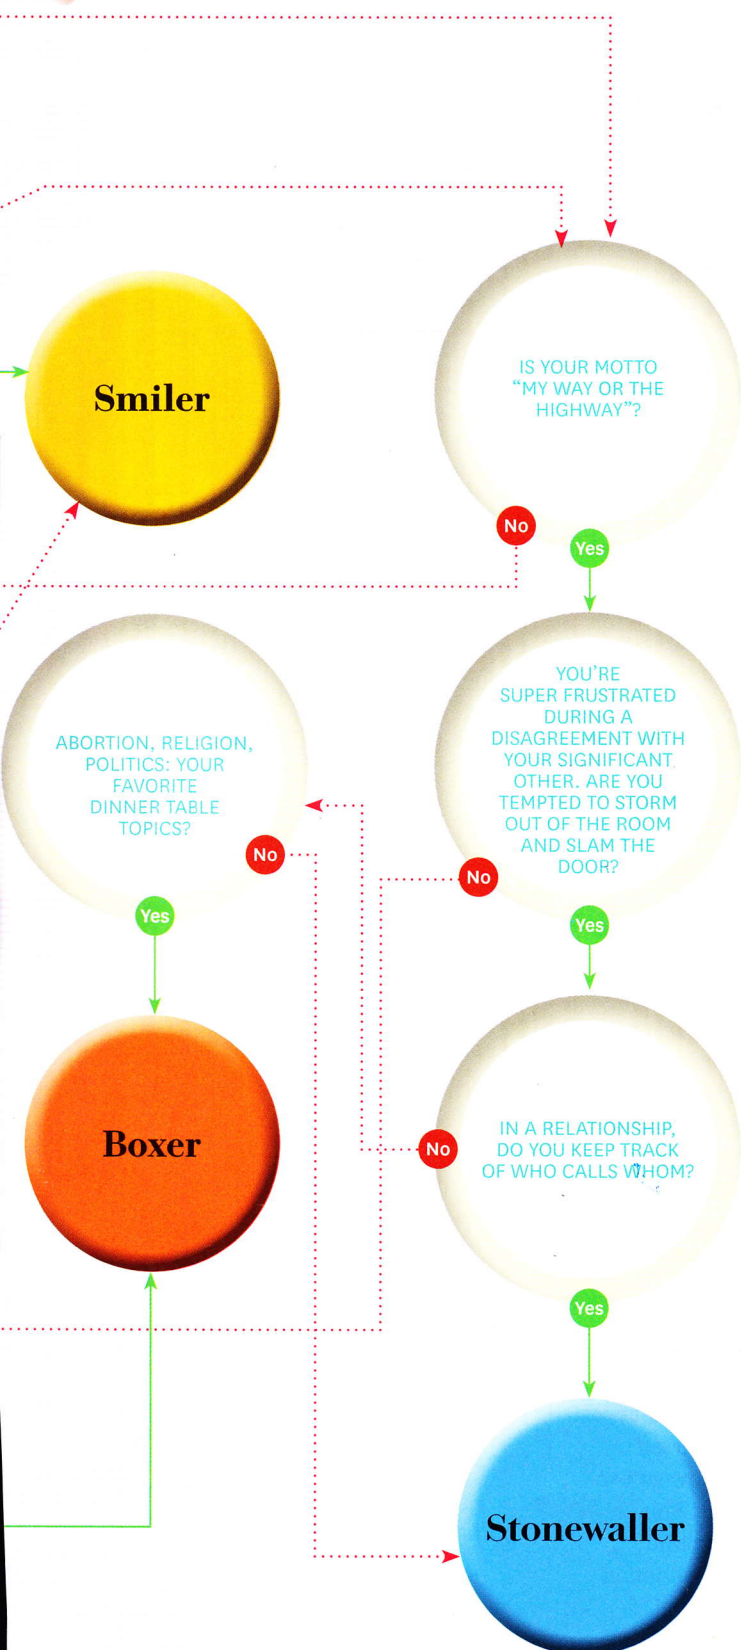 Smiler
IS YOUR MOTTO
“MY WAY OR THE
HIGHWAY”?
No
Yes
YOU’RE
SUPER FRUSTRATED
DURING A
DISAGREEMENT WITH
YOUR SIGNIFICANT
OTHER. ARE YOU
TEMPTED TO STORM
OUT OF THE ROOM
AND SLAM THE
DOOR?
No
Yes
ABORTION, RELIGION,
POLITICS: YOUR
FAVORITE
DINNER TABLE
TOPICS?
No
Yes
Boxer
IN A RELATIONSHIP,
DO YOU KEEP TRACK
OF WHO CALLS WHOM?
No
Yes
Stonewaller